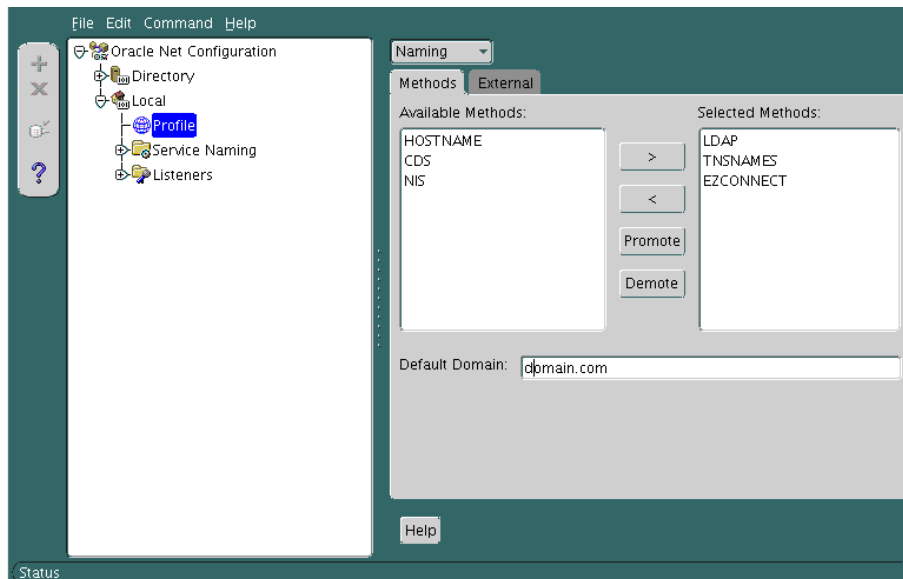 File Edit Command Help
Oracle Net Configuration
Directory
Local
Profile
Service Naming
Listeners
Naming
Methods External
Available Methods:
HOSTNAME
CDS
NIS
>
<
Promote
Demote
Selected Methods:
LDAP
TNSNAMES
EZCONNECT
Default Domain: domain.com
Help
Status